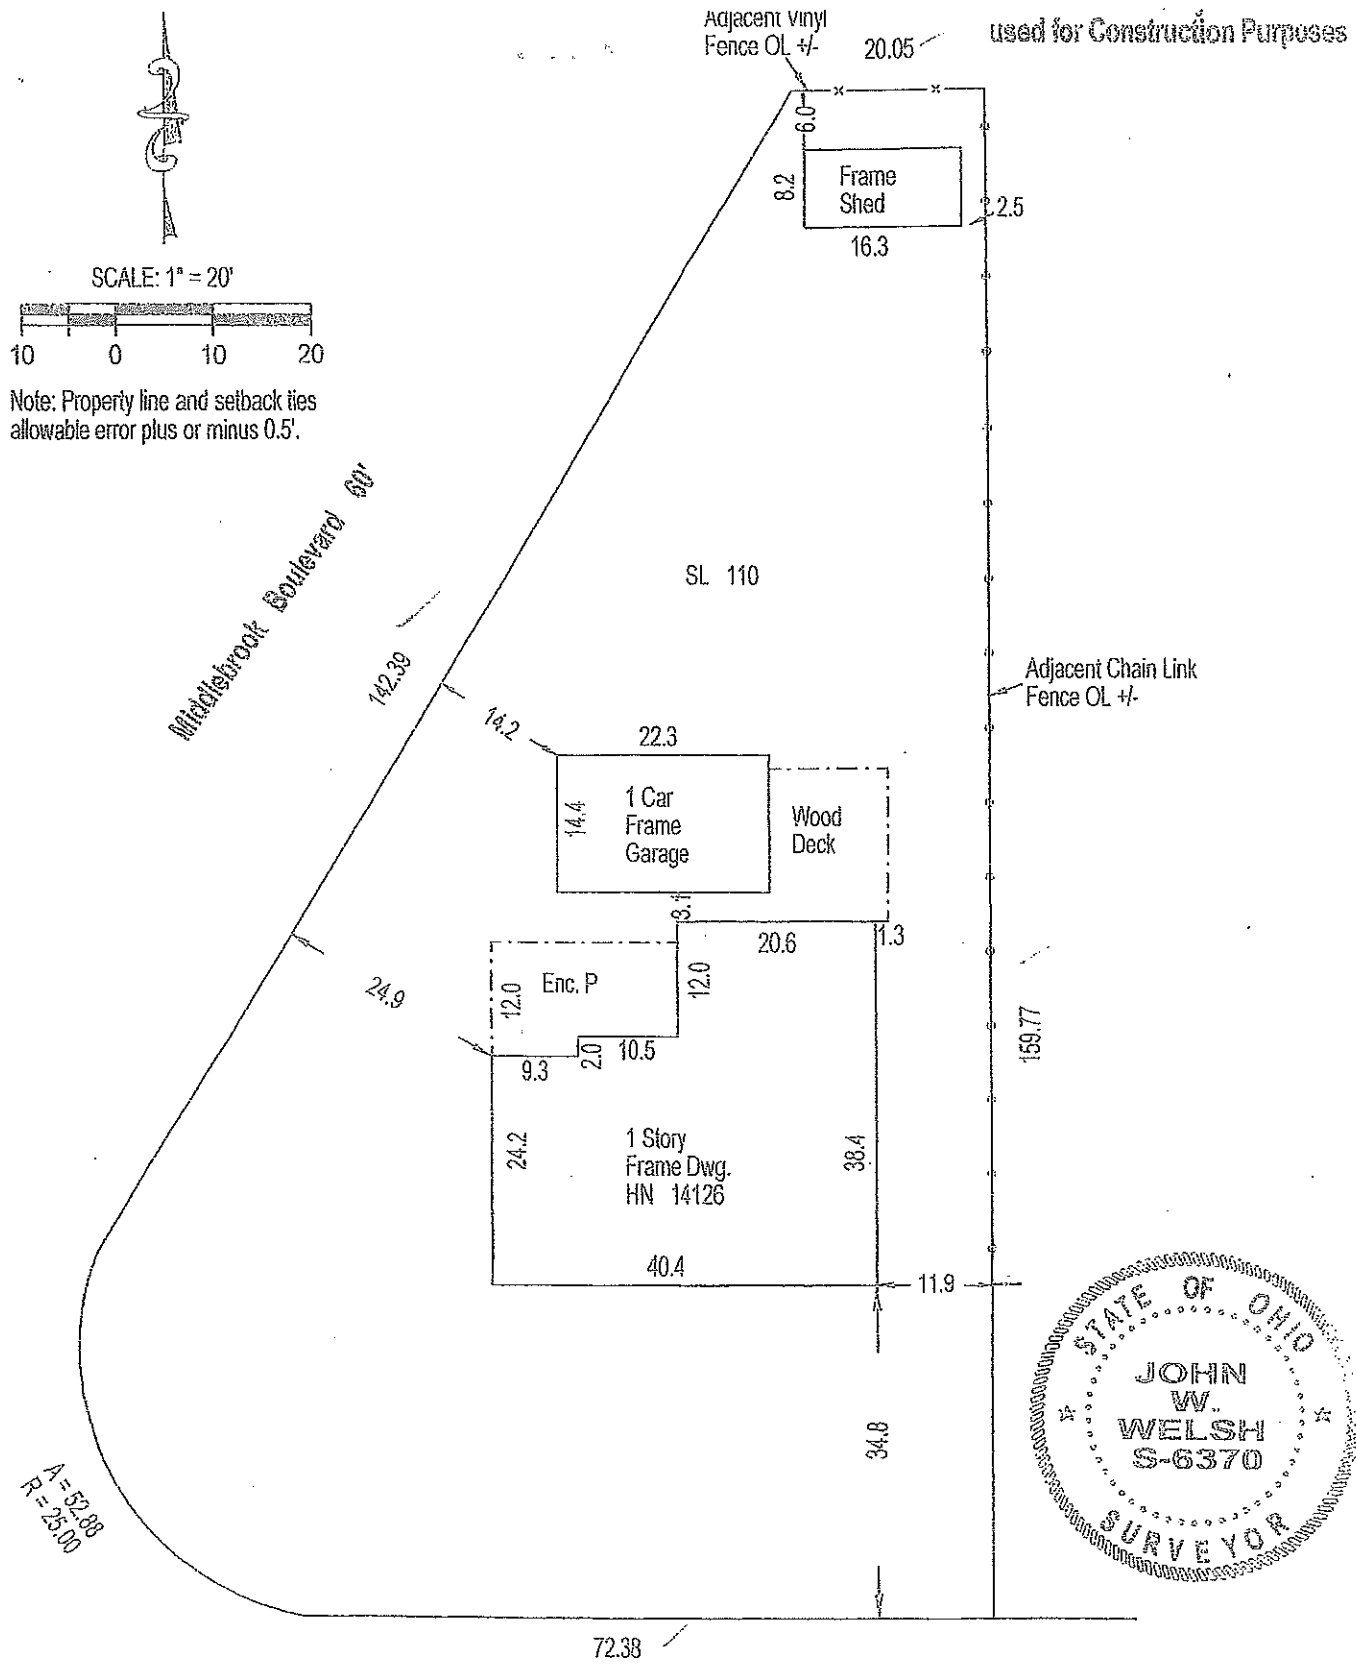 Adjacent Vinyl
Fence OL +/-
20.05
used for Construction Purposes
6.0
8.2
Frame
Shed
2.5
16.3
SCALE: 1" = 20'
10 0 10 20
Note: Property line and setback ties
allowable error plus or minus 0.5'.
Middlebrook Boulevard 60'
SL 110
142.39
Adjacent Chain Link
Fence OL +/-
14.2
22.3
14.4
1 Car
Frame
Garage
Wood
Deck
3.1
20.6
1.3
24.9
12.0
Enc. P
12.0
159.77
9.3
2.0
10.5
24.2
1 Story
Frame Dwg.
HN 14126
38.4
40.4
11.9
STATE OF OHIO
JOHN
W.
WELSH
S-6370
SURVEYOR
34.8
A = 52.88
R = 25.00
72.38